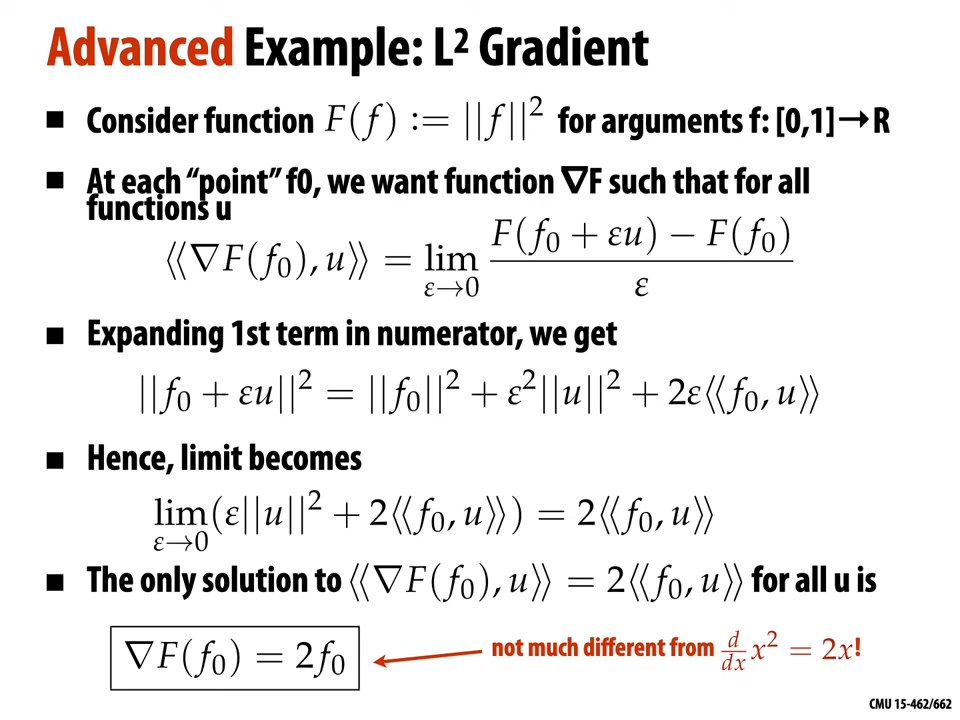 Advanced Example: L² Gradient
■ Consider function F(f) := ||f||² for arguments f: [0,1]→R
■ At each “point” f0, we want function ∇F such that for all
functions u
⟨⟨∇F(f₀), u⟩⟩ = lim_{ε→0} (F(f₀ + εu) − F(f₀)) / ε
■ Expanding 1st term in numerator, we get
||f₀ + εu||² = ||f₀||² + ε²||u||² + 2ε⟨⟨f₀, u⟩⟩
■ Hence, limit becomes
lim_{ε→0} (ε||u||² + 2⟨⟨f₀, u⟩⟩) = 2⟨⟨f₀, u⟩⟩
■ The only solution to ⟨⟨∇F(f₀), u⟩⟩ = 2⟨⟨f₀, u⟩⟩ for all u is
∇F(f₀) = 2f₀
not much different from d/dx x² = 2x!
CMU 15-462/662